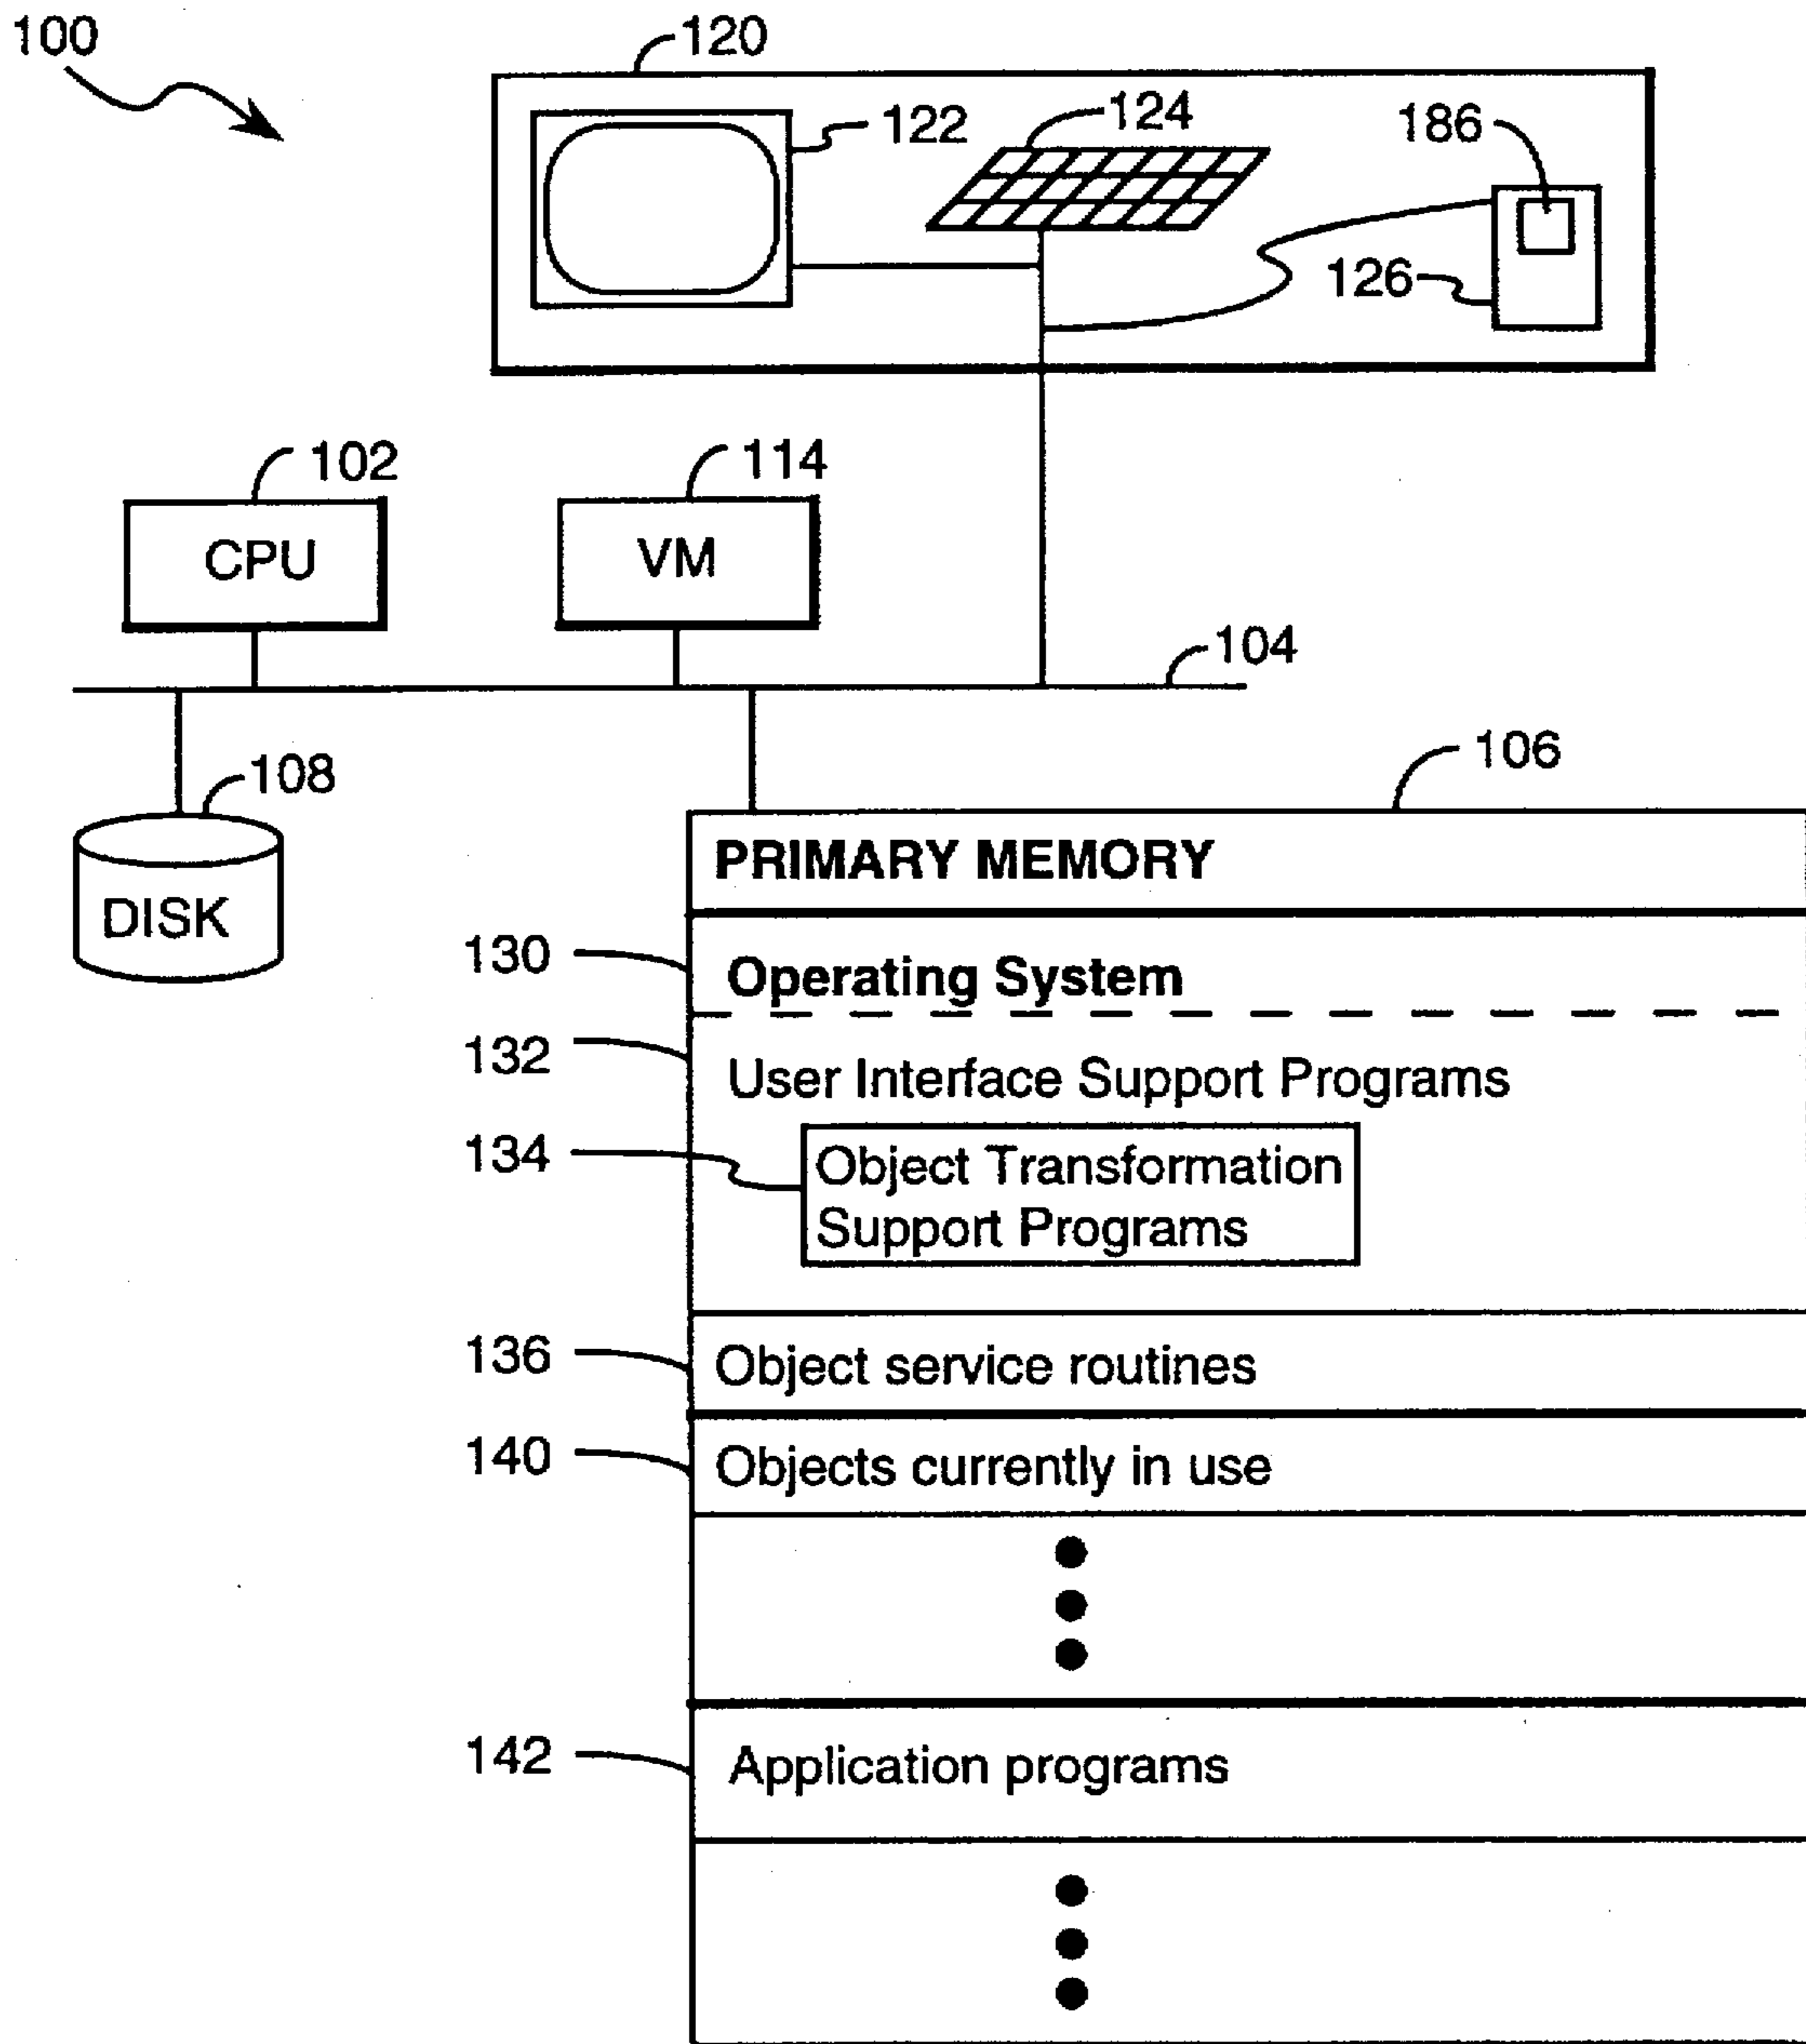 100
120
122
124
186
126
102
114
CPU
VM
104
108
106
DISK
PRIMARY MEMORY
130
Operating System
132
User Interface Support Programs
134
Object Transformation
Support Programs
136
Object service routines
140
Objects currently in use
142
Application programs